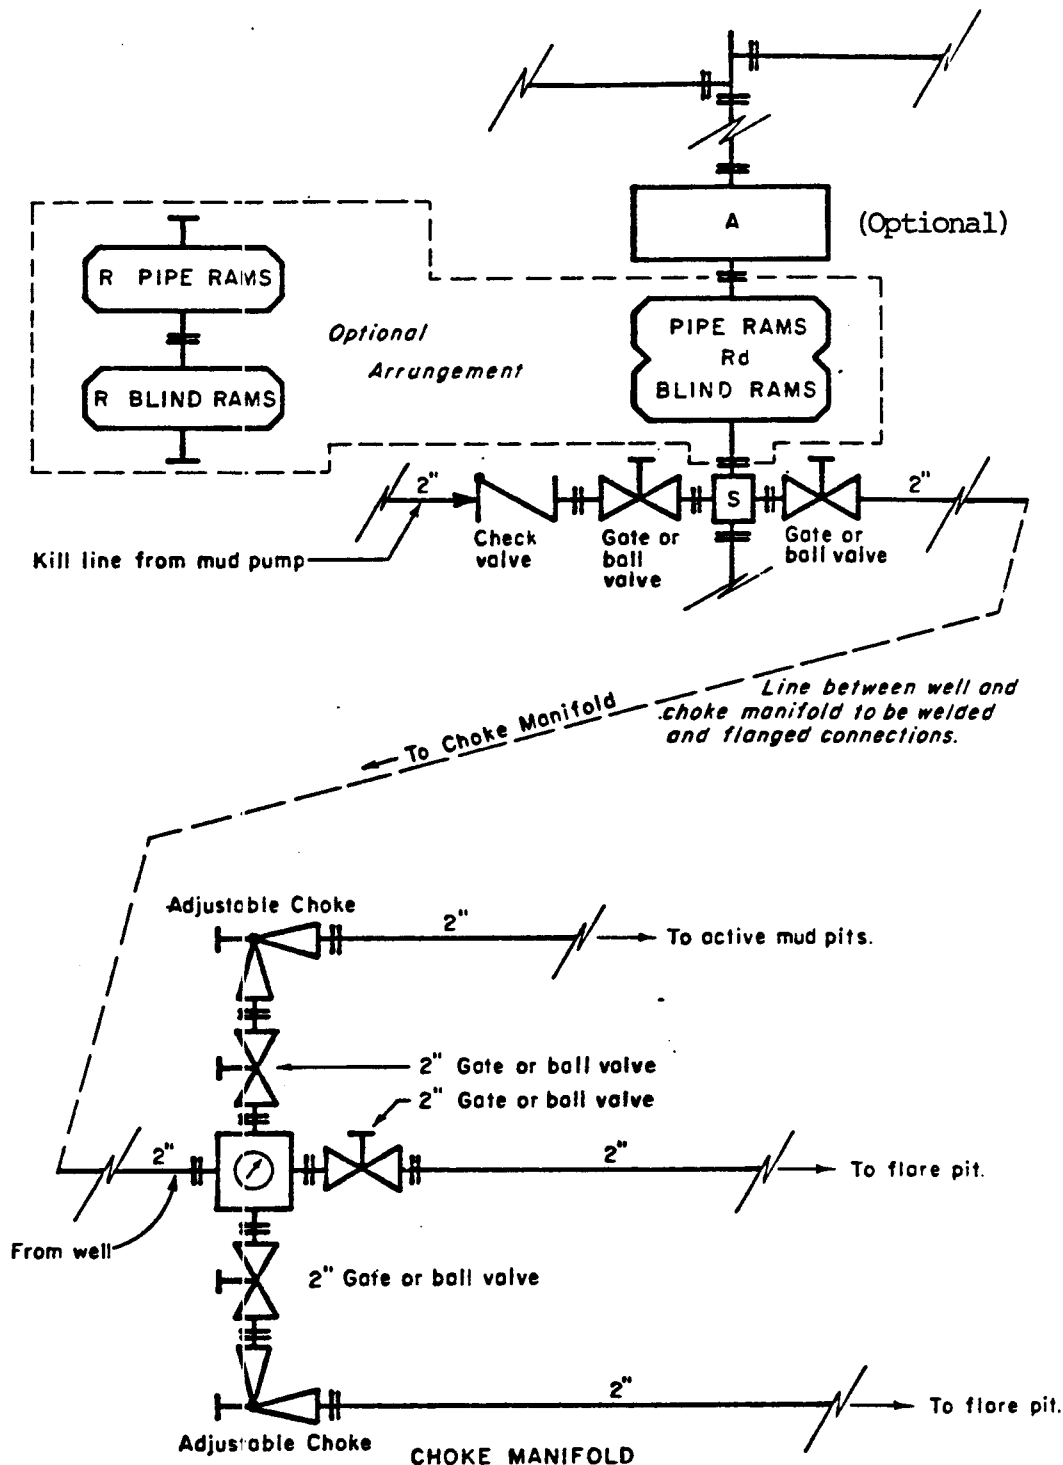 A
(Optional)
R PIPE RAMS
R BLIND RAMS
Optional
Arrangement
PIPE RAMS
Rd
BLIND RAMS
2"
S
2"
Kill line from mud pump
Check
valve
Gate or
ball
valve
Gate or
ball valve
Line between well and
choke manifold to be welded
and flanged connections.
To Choke Manifold
Adjustable Choke
2"
To active mud pits.
2" Gate or ball valve
2" Gate or ball valve
2"
2"
To flare pit.
From well
2" Gate or ball valve
2"
To flare pit.
Adjustable Choke
CHOKE MANIFOLD